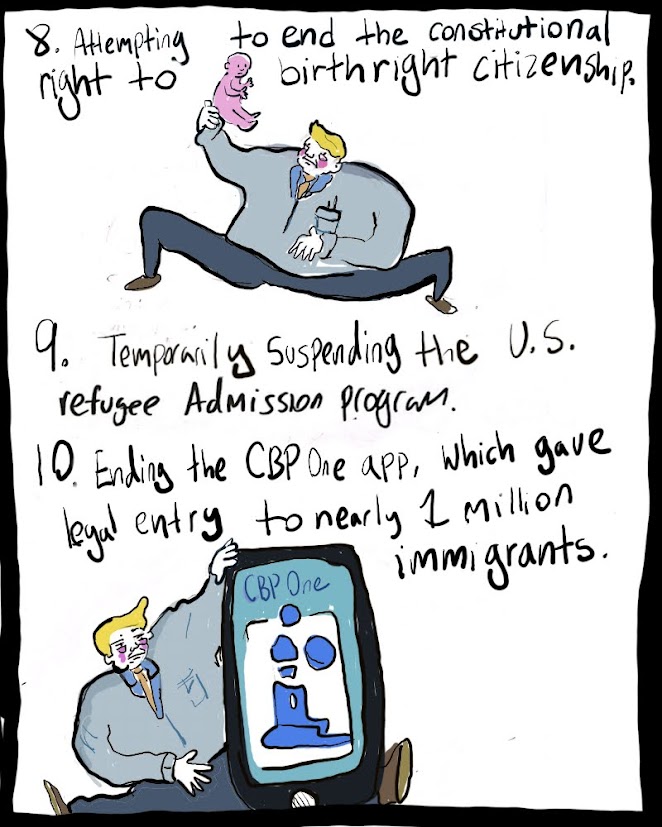 8. Attempting to end the constitutional
right to birthright citizenship.
9. Temporarily suspending the U.S.
refugee Admission program.
10. Ending the CBP One app, which gave
legal entry to nearly 1 million
immigrants.
CBP One